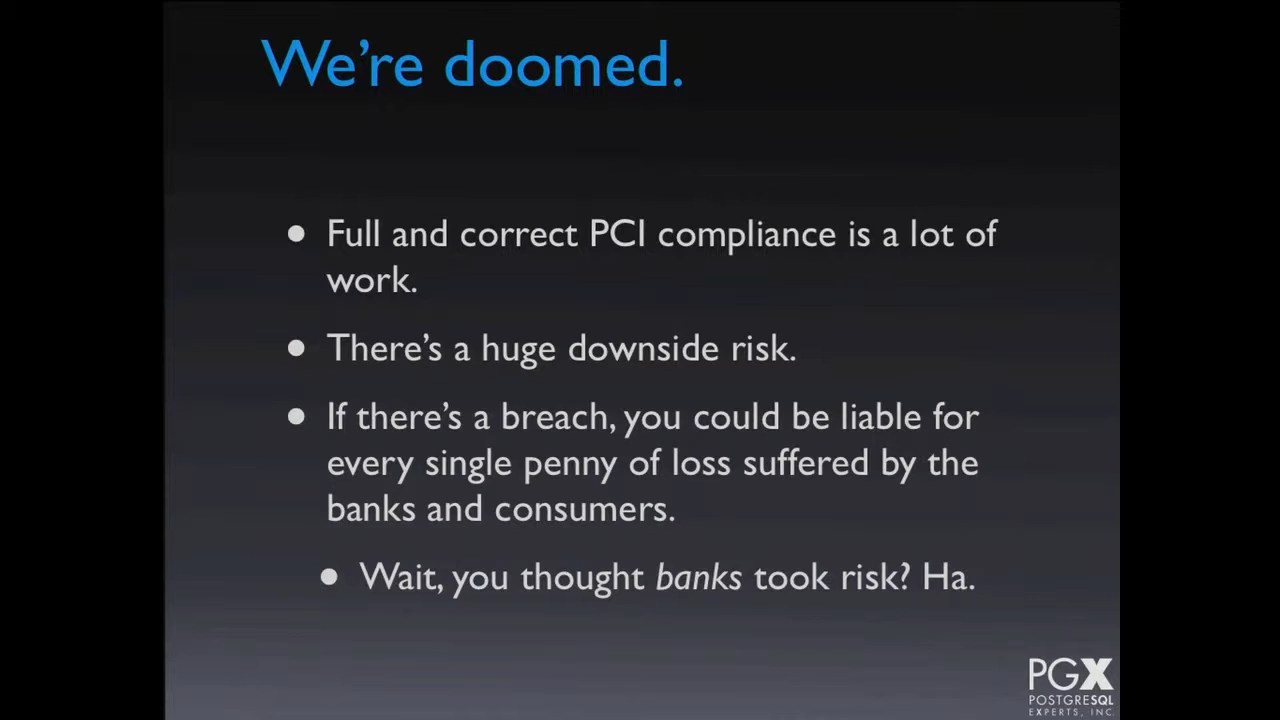 We're doomed.
• Full and correct PCI compliance is a lot of
work.
• There's a huge downside risk.
• If there's a breach, you could be liable for
every single penny of loss suffered by the
banks and consumers.
• Wait, you thought banks took risk? Ha.
PGX
POSTGRESQL
EXPERTS, INC.